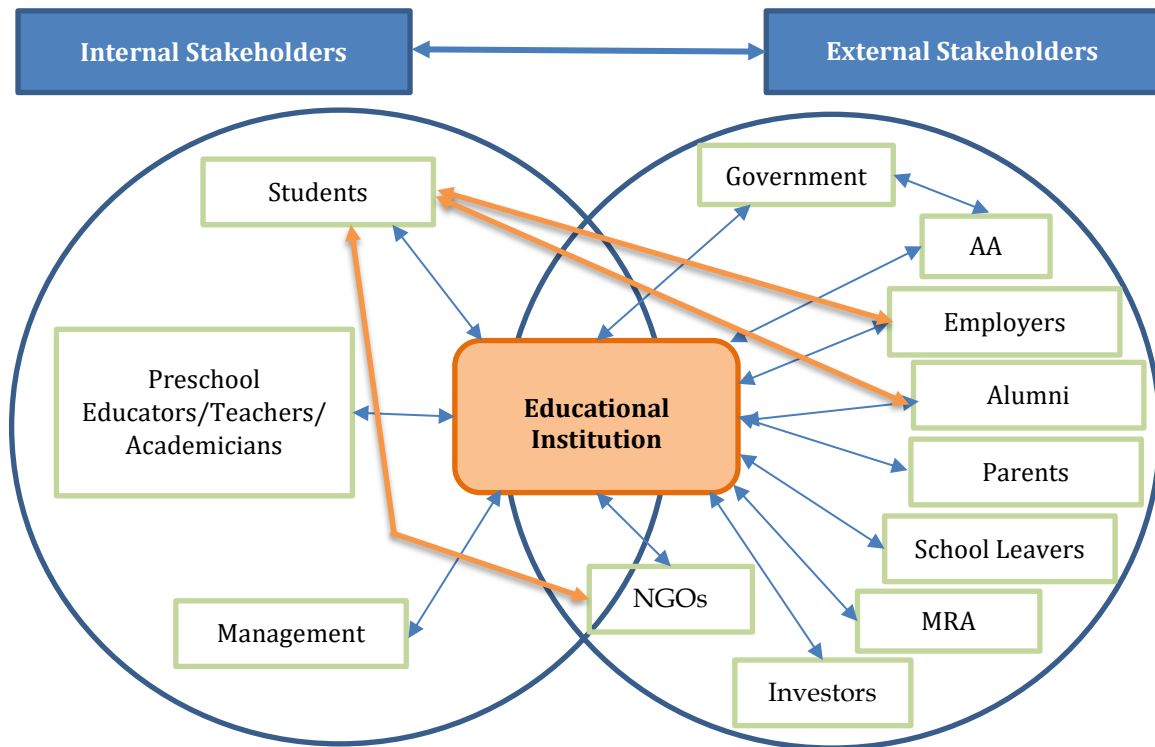 Internal Stakeholders
External Stakeholders
Students
Government
AA
Employers
Preschool
Educators/Teachers/
Academicians
Educational
Institution
Alumni
Parents
School Leavers
NGOs
MRA
Management
Investors